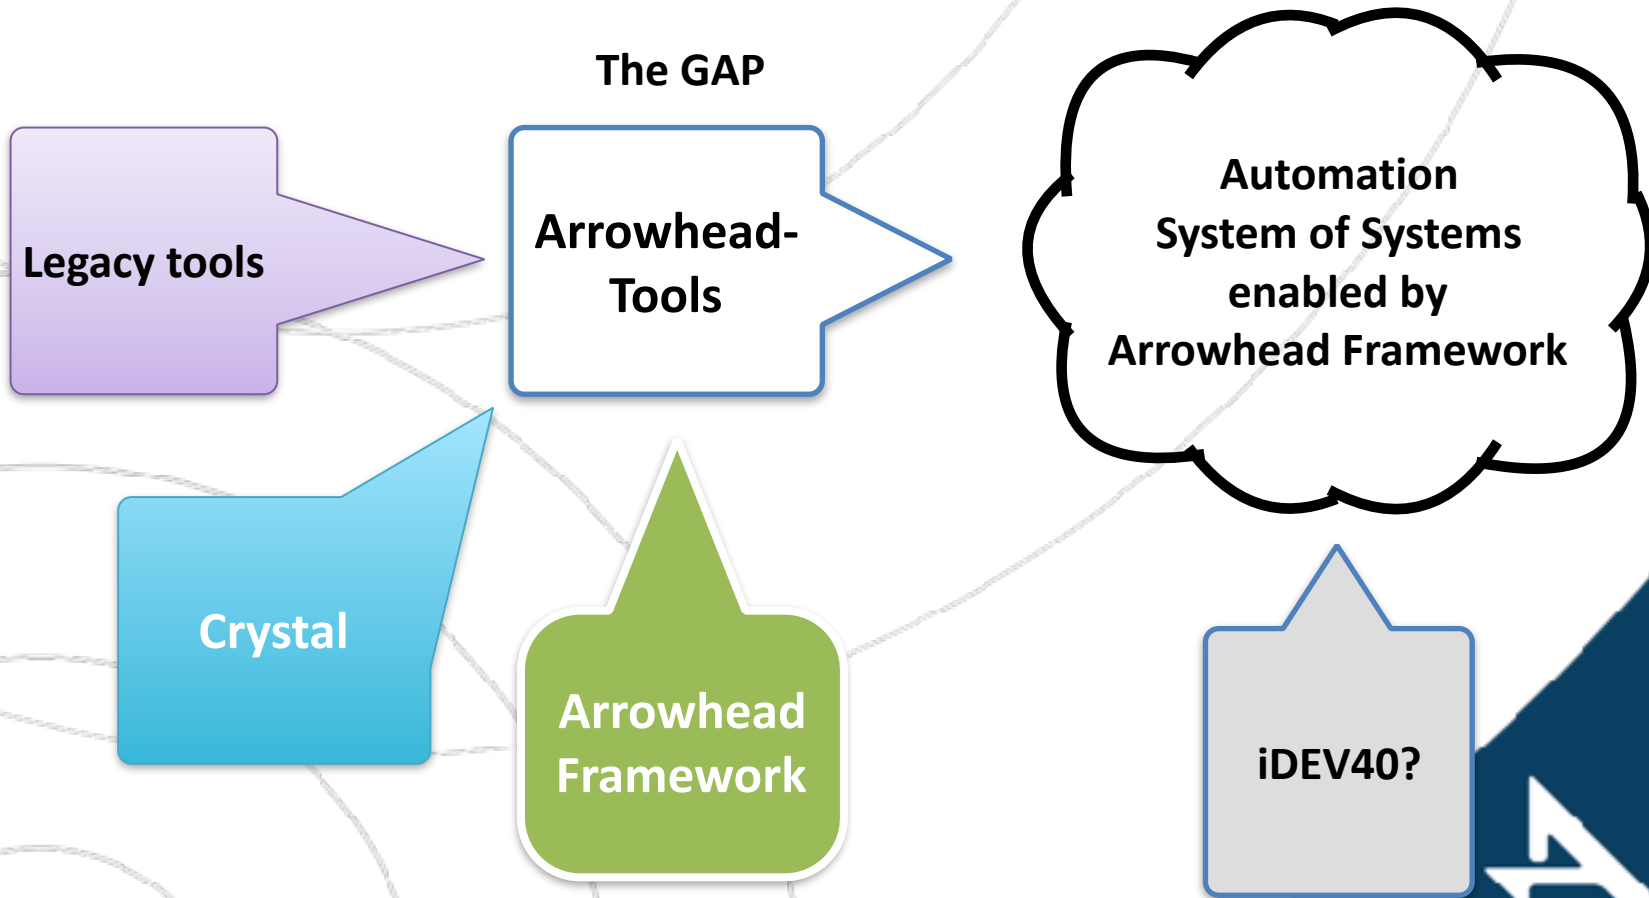 The GAP
Legacy tools
Arrowhead-
Tools
Automation
System of Systems
enabled by
Arrowhead Framework
Crystal
Arrowhead
Framework
iDEV40?